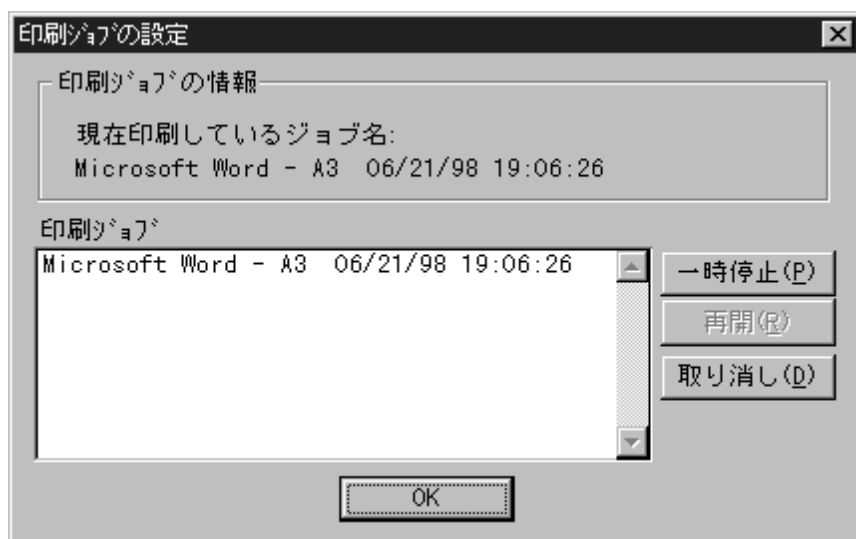 印刷ｼﾞｮﾌﾞの設定
印刷ｼﾞｮﾌﾞの情報
現在印刷しているジョブ名:
Microsoft Word - A3  06/21/98 19:06:26
印刷ｼﾞｮﾌﾞ
Microsoft Word - A3  06/21/98 19:06:26
一時停止(P)
再開(R)
取り消し(D)
OK